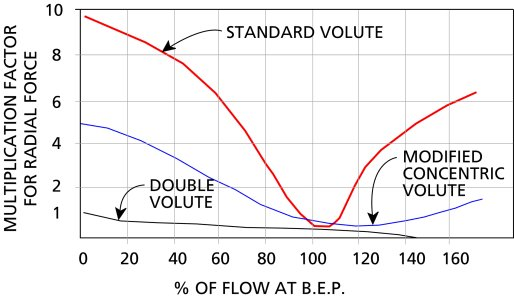 10
STANDARD VOLUTE
8
6
4
MODIFIED
CONCENTRIC
VOLUTE
2
DOUBLE
VOLUTE
1
MULTIPLICATION FACTOR
FOR RADIAL FORCE
0 20 40 60 80 100 120 140 160
% OF FLOW AT B.E.P.